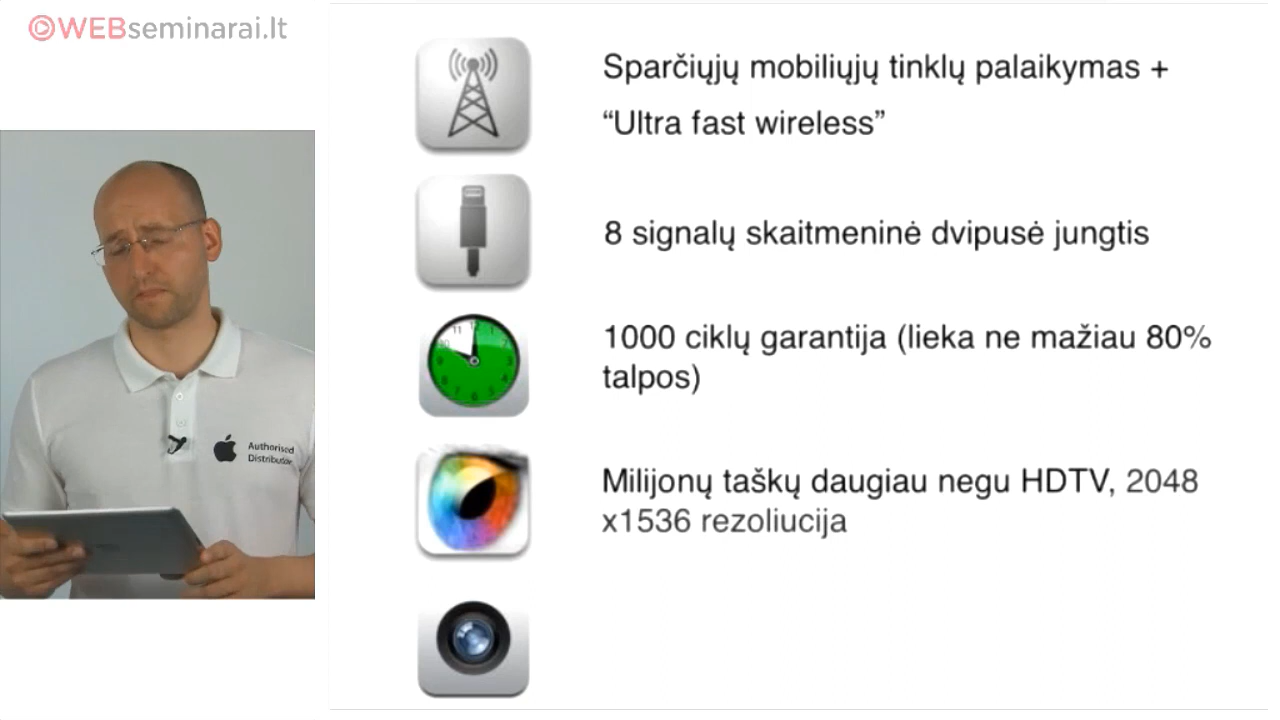 WEBseminarai.lt
Sparčiųjų mobiliųjų tinklų palaikymas +
“Ultra fast wireless”
8 signalų skaitmeninė dvipusė jungtis
1000 ciklų garantija (lieka ne mažiau 80%
talpos)
Milijonų taškų daugiau negu HDTV, 2048
x1536 rezoliucija
Authorised
Distributor